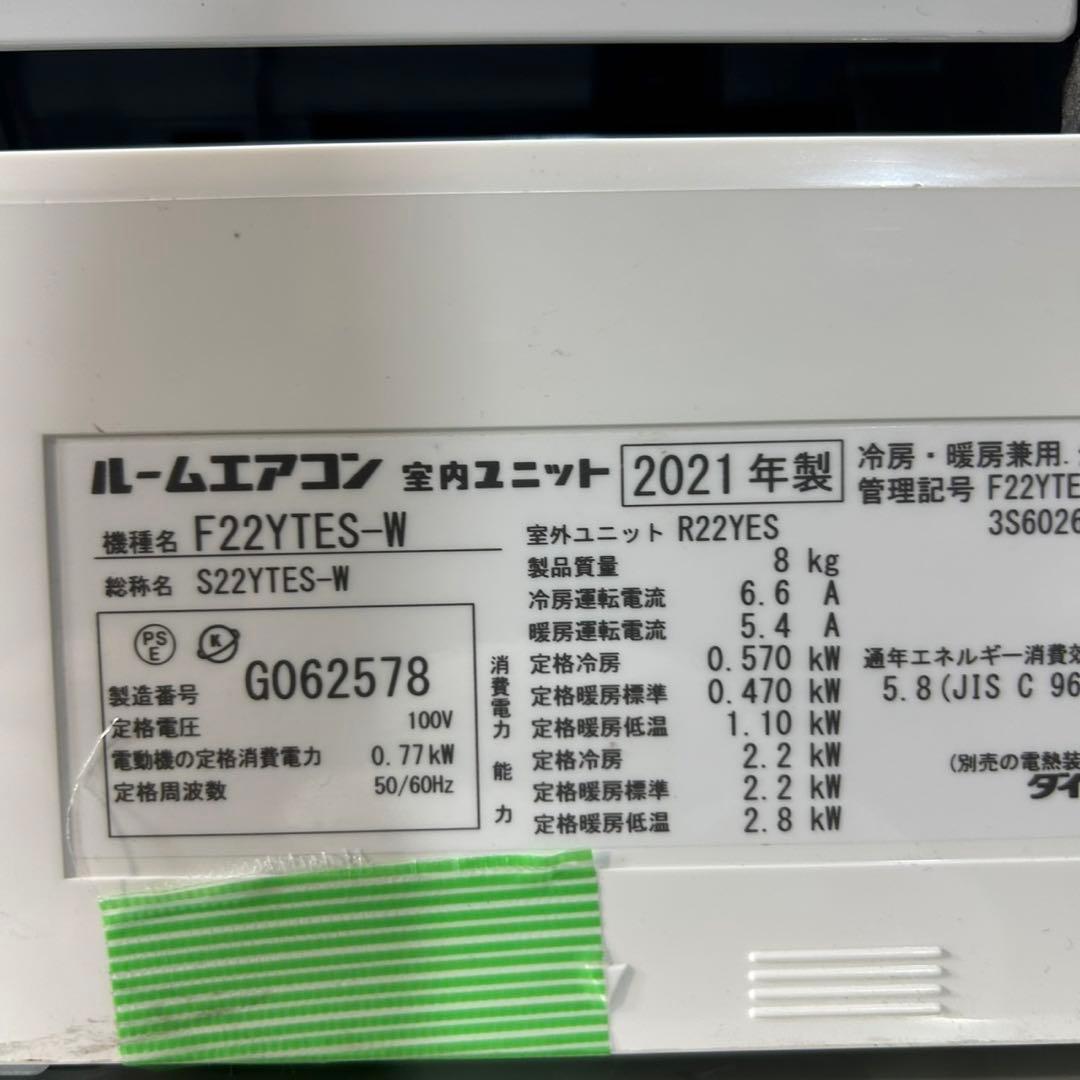 ルームエアコン 室内ユニット 2021年製
機種名 F22YTES-W
総称名 S22YTES-W
PS
E
K
製造番号 G062578
定格電圧 100V
電動機の定格消費電力 0.77kW
定格周波数 50/60Hz
室外ユニット R22YES
製品質量 8 kg
冷房運転電流 6.6 A
暖房運転電流 5.4 A
消費電力
定格冷房 0.570 kW
定格暖房標準 0.470 kW
定格暖房低温 1.10 kW
能力
定格冷房 2.2 kW
定格暖房標準 2.2 kW
定格暖房低温 2.8 kW
冷房・暖房兼用.
管理記号 F22YTE
3S6026
通年エネルギー消費効
5.8(JIS C 96
(別売の電熱装
ダイ